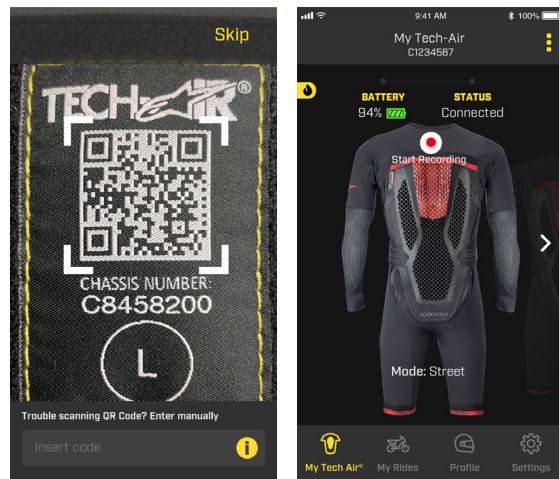 Skip
TECH-AIR®
CHASSIS NUMBER:
C8458200
L
Trouble scanning QR Code? Enter manually
Insert code
i
9:41 AM
100%
My Tech-Air
C1234567
BATTERY
STATUS
94%
Connected
Start Recording
Mode: Street
My Tech Air®
My Rides
Profile
Settings